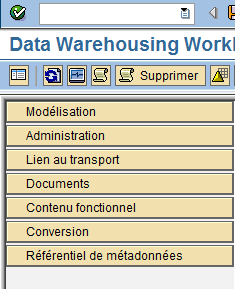 Data Warehousing Work
Supprimer
Modélisation
Administration
Lien au transport
Documents
Contenu fonctionnel
Conversion
Référentiel de métadonnées